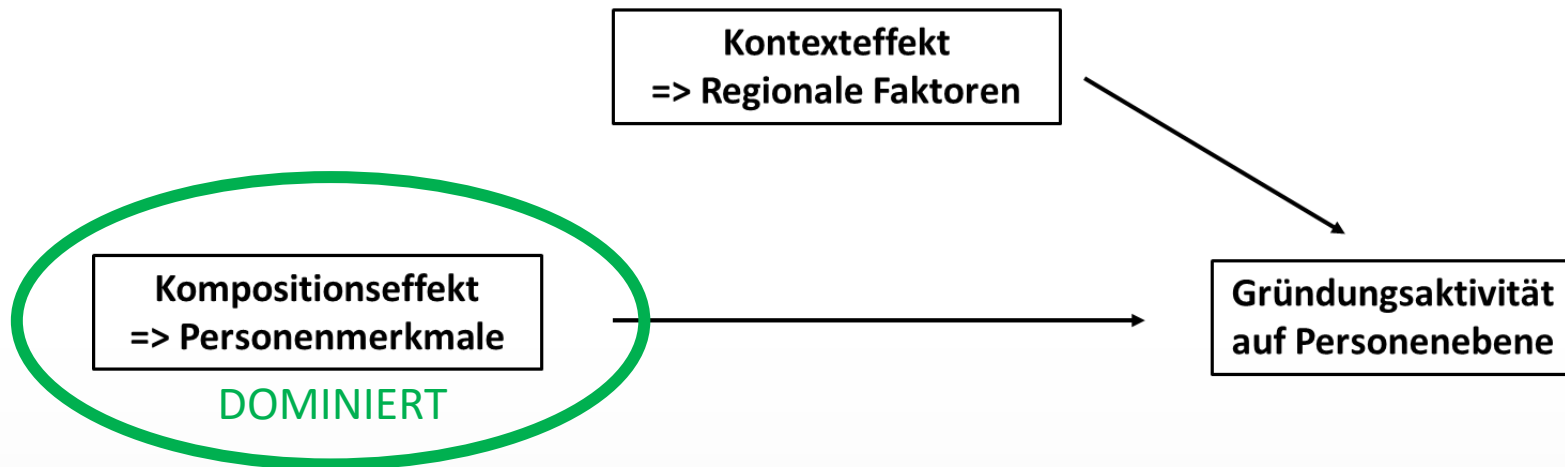 Kontexteffekt
=> Regionale Faktoren
Kompositionseffekt
=> Personenmerkmale
DOMINIERT
Gründungsaktivität
auf Personenebene